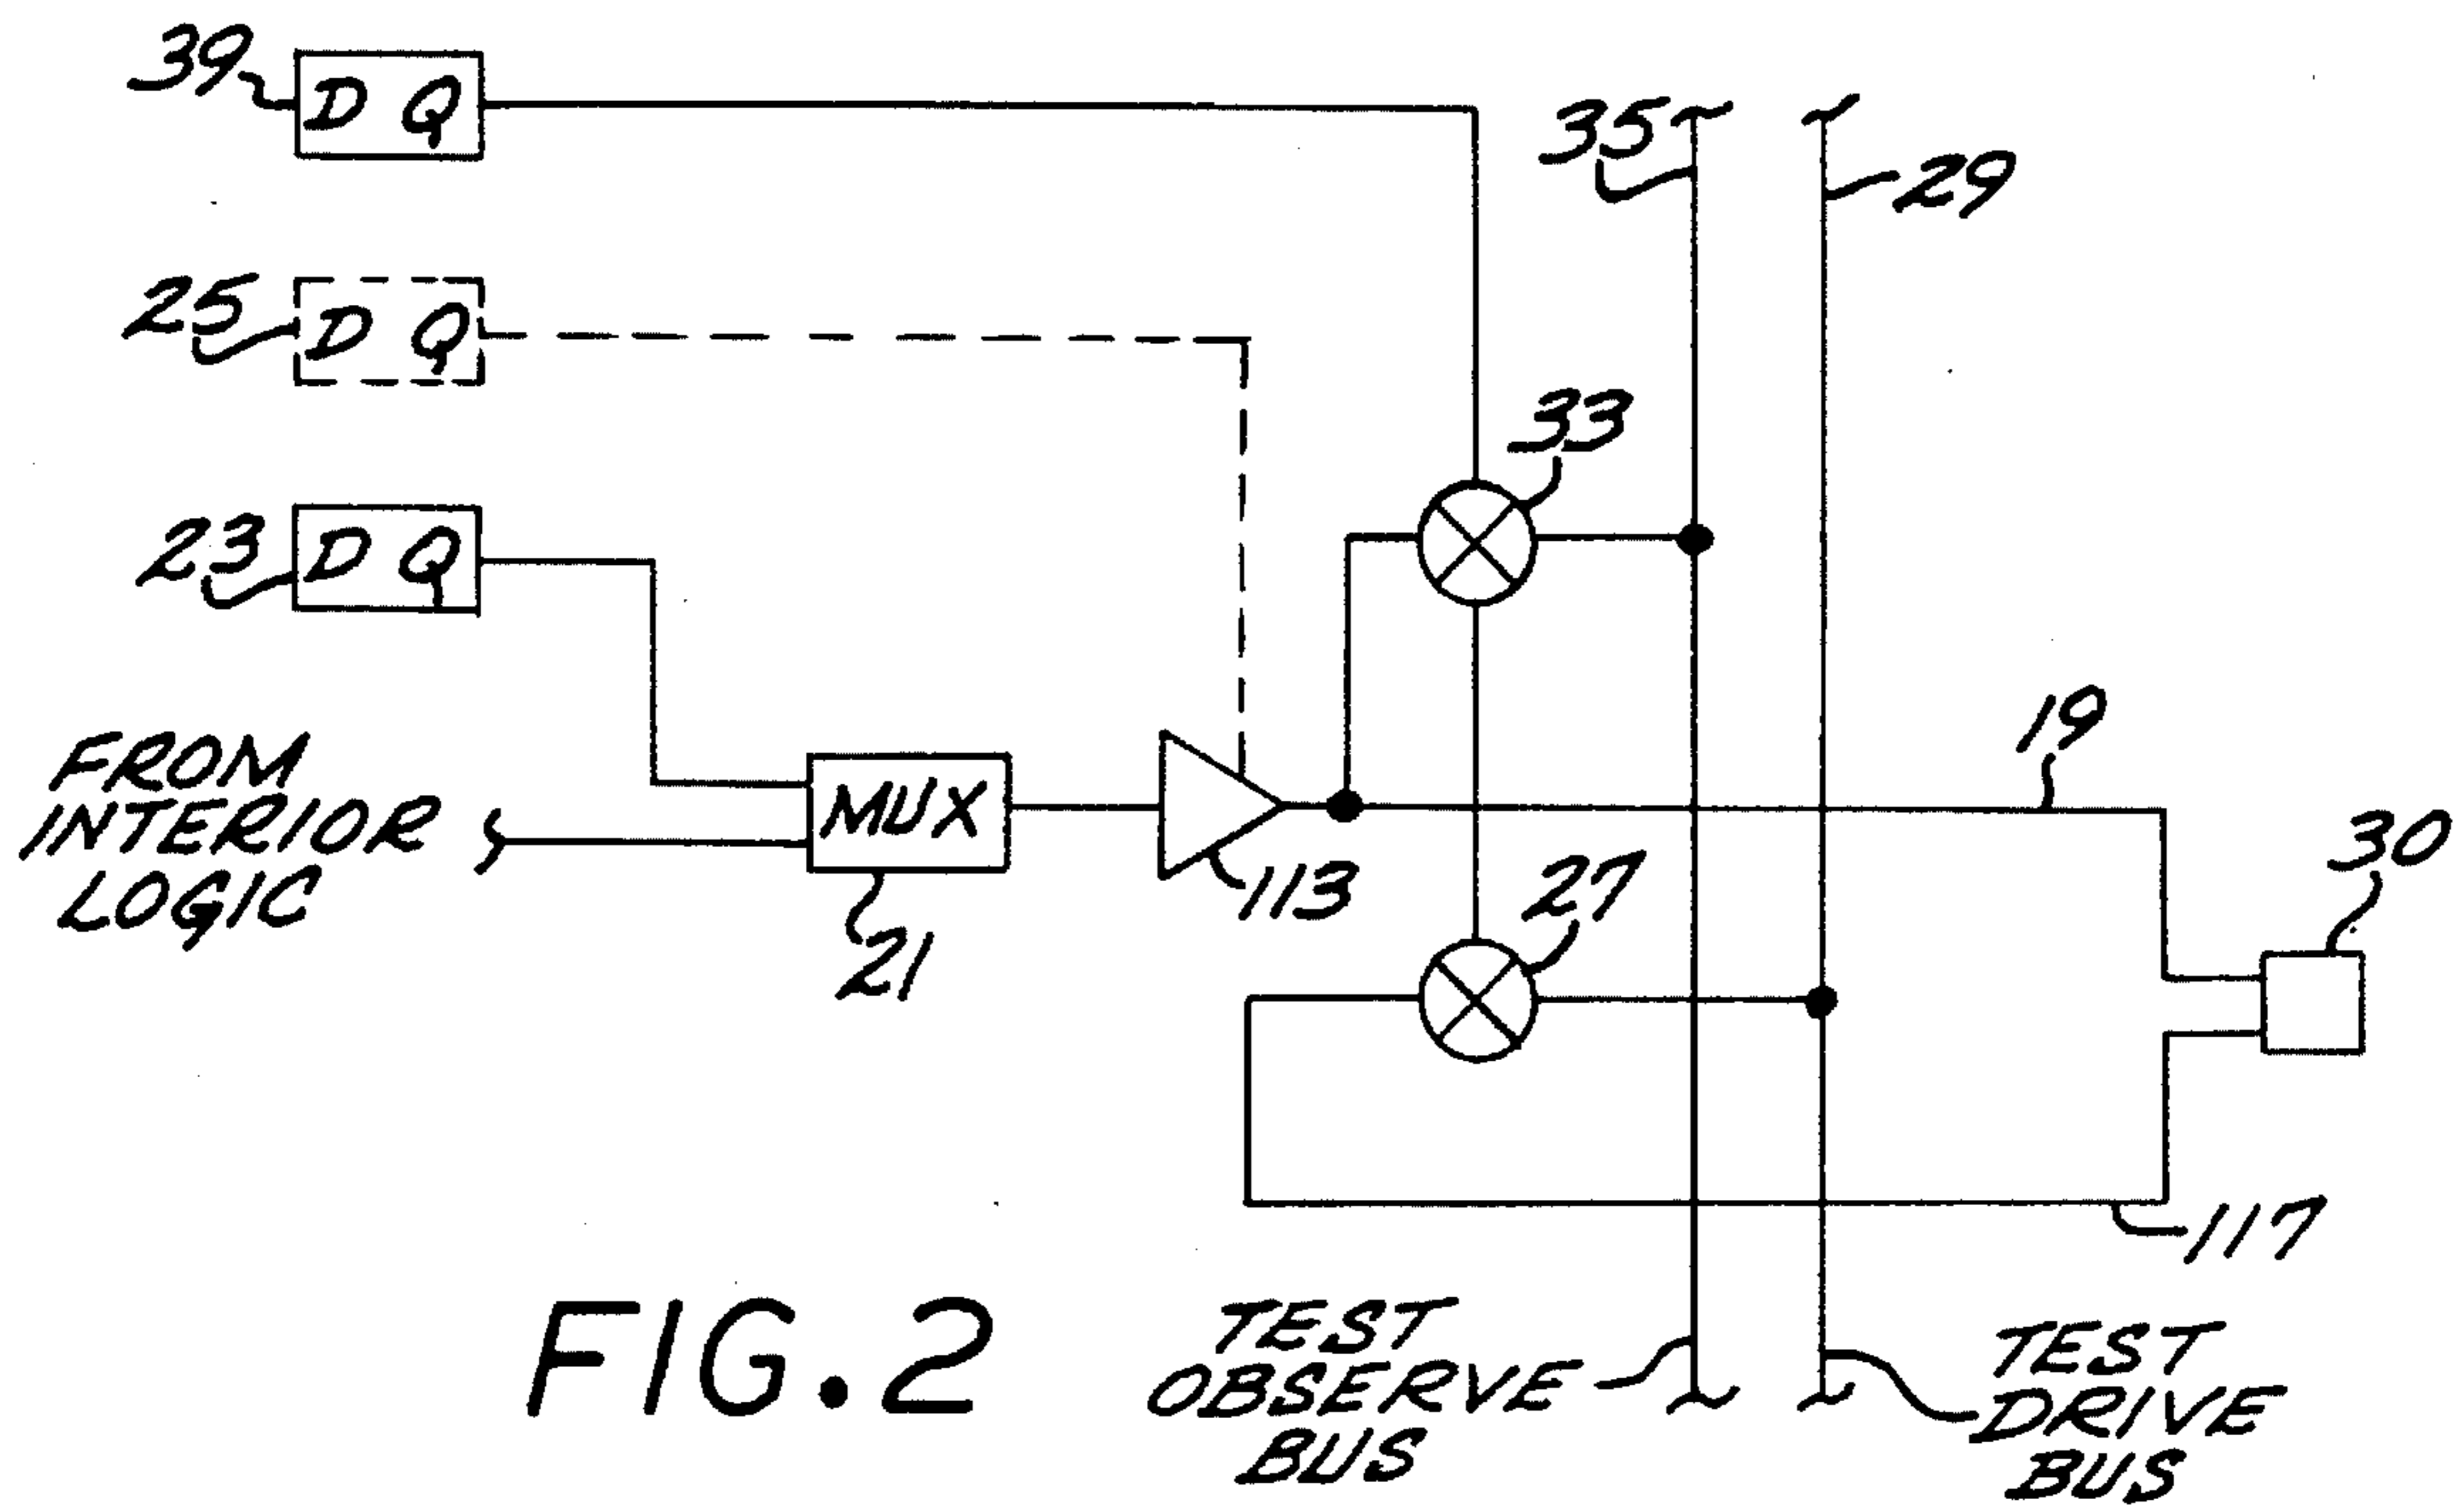 39
D Q
35
29
25
D Q
33
23
D Q
19
FROM
INTERIOR
LOGIC
MUX
30
113
27
21
117
FIG. 2
TEST
OBSERVE
BUS
TEST
DRIVE
BUS